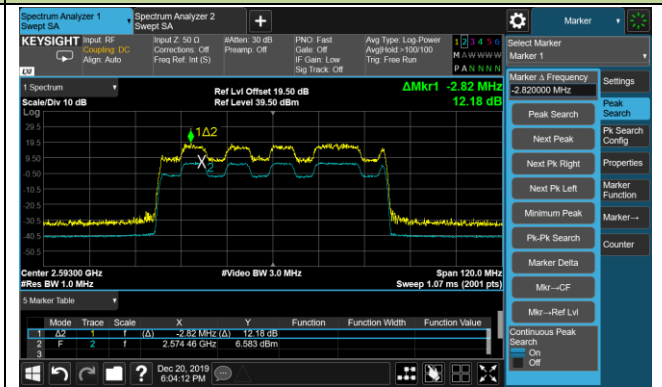 Spectrum Analyzer 1
Swept SA
Spectrum Analyzer 2
Swept SA
+
Marker
KEYSIGHT
Input: RF
Coupling: DC
Align: Auto
Input Z: 50 Ω
Corrections: Off
Freq Ref: Int (S)
#Atten: 30 dB
Preamp: Off
PNO: Fast
Gate: Off
IF Gain: Low
Sig Track: Off
Avg Type: Log-Power
Avg|Hold:>100/100
Trig: Free Run
1 2 3 4 5 6
M A W W W W
P A N N N N
LXI
Select Marker
Marker 1
Marker Δ Frequency
-2.820000 MHz
Settings
Peak Search
Next Peak
Next Pk Right
Next Pk Left
Minimum Peak
Pk-Pk Search
Marker Delta
Mkr→CF
Mkr→Ref Lvl
Continuous Peak
Search
On
Off
Peak
Search
Pk Search
Config
Properties
Marker
Function
Marker→
Counter
1 Spectrum
Scale/Div 10 dB
Log
Ref Lvl Offset 19.50 dB
Ref Level 39.50 dBm
ΔMkr1 -2.82 MHz
12.18 dB
29.5
19.5
9.50
-0.50
-10.5
-20.5
-30.5
-40.5
-50.5
1Δ2
X2
Center 2.59300 GHz
#Res BW 1.0 MHz
#Video BW 3.0 MHz
Span 120.0 MHz
Sweep 1.07 ms (2001 pts)
5 Marker Table
Mode Trace Scale X Y Function Function Width Function Value
1 Δ2 1 f (Δ) -2.82 MHz (Δ) 12.18 dB
2 F 2 f 2.574 46 GHz 6.583 dBm
3
Dec 20, 2019
6:04:12 PM